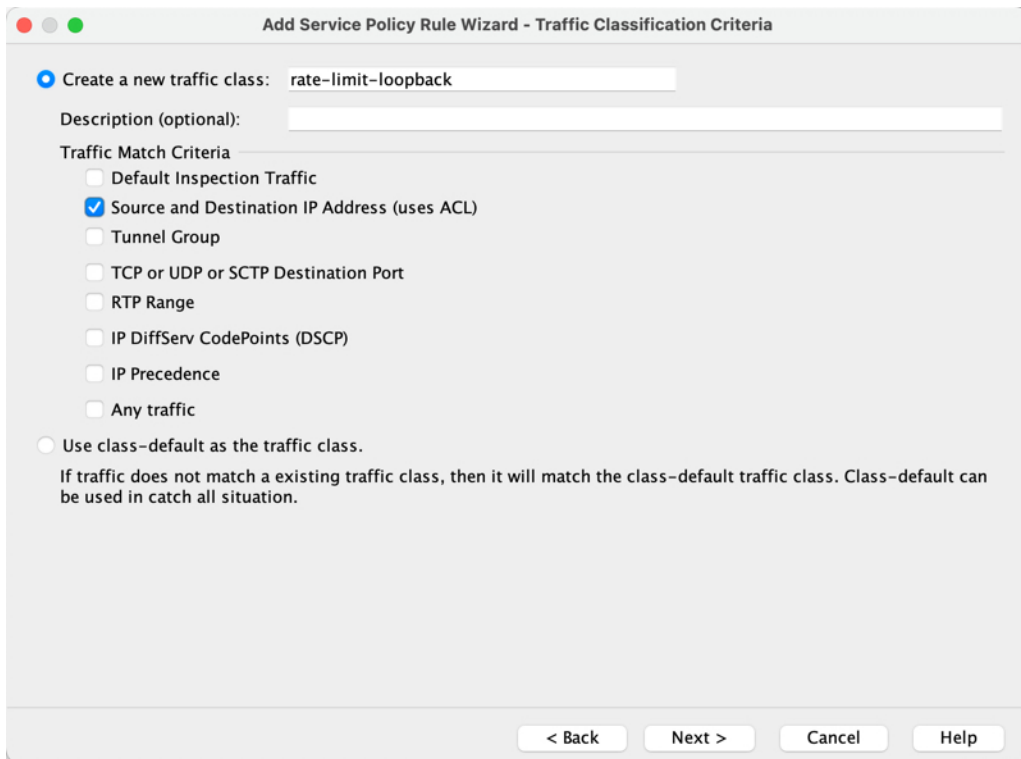 Add Service Policy Rule Wizard - Traffic Classification Criteria
Create a new traffic class: rate-limit-loopback
Description (optional):
Traffic Match Criteria
Default Inspection Traffic
Source and Destination IP Address (uses ACL)
Tunnel Group
TCP or UDP or SCTP Destination Port
RTP Range
IP DiffServ CodePoints (DSCP)
IP Precedence
Any traffic
Use class-default as the traffic class.
If traffic does not match a existing traffic class, then it will match the class-default traffic class. Class-default can
be used in catch all situation.
< Back Next > Cancel Help